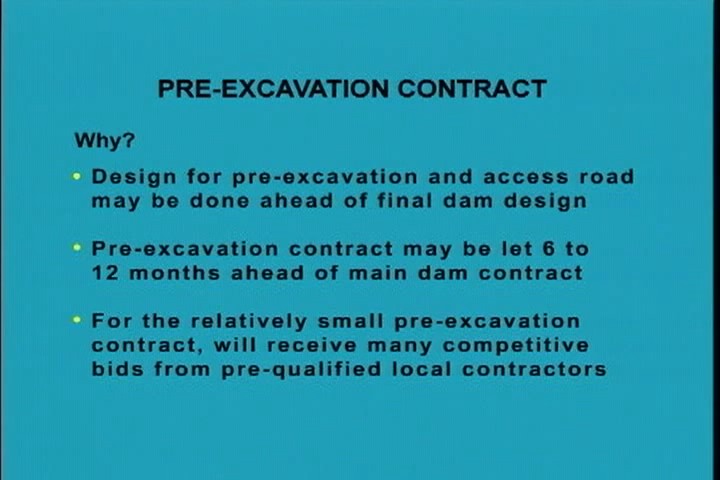 PRE-EXCAVATION CONTRACT
Why?
• Design for pre-excavation and access road
may be done ahead of final dam design
• Pre-excavation contract may be let 6 to
12 months ahead of main dam contract
• For the relatively small pre-excavation
contract, will receive many competitive
bids from pre-qualified local contractors